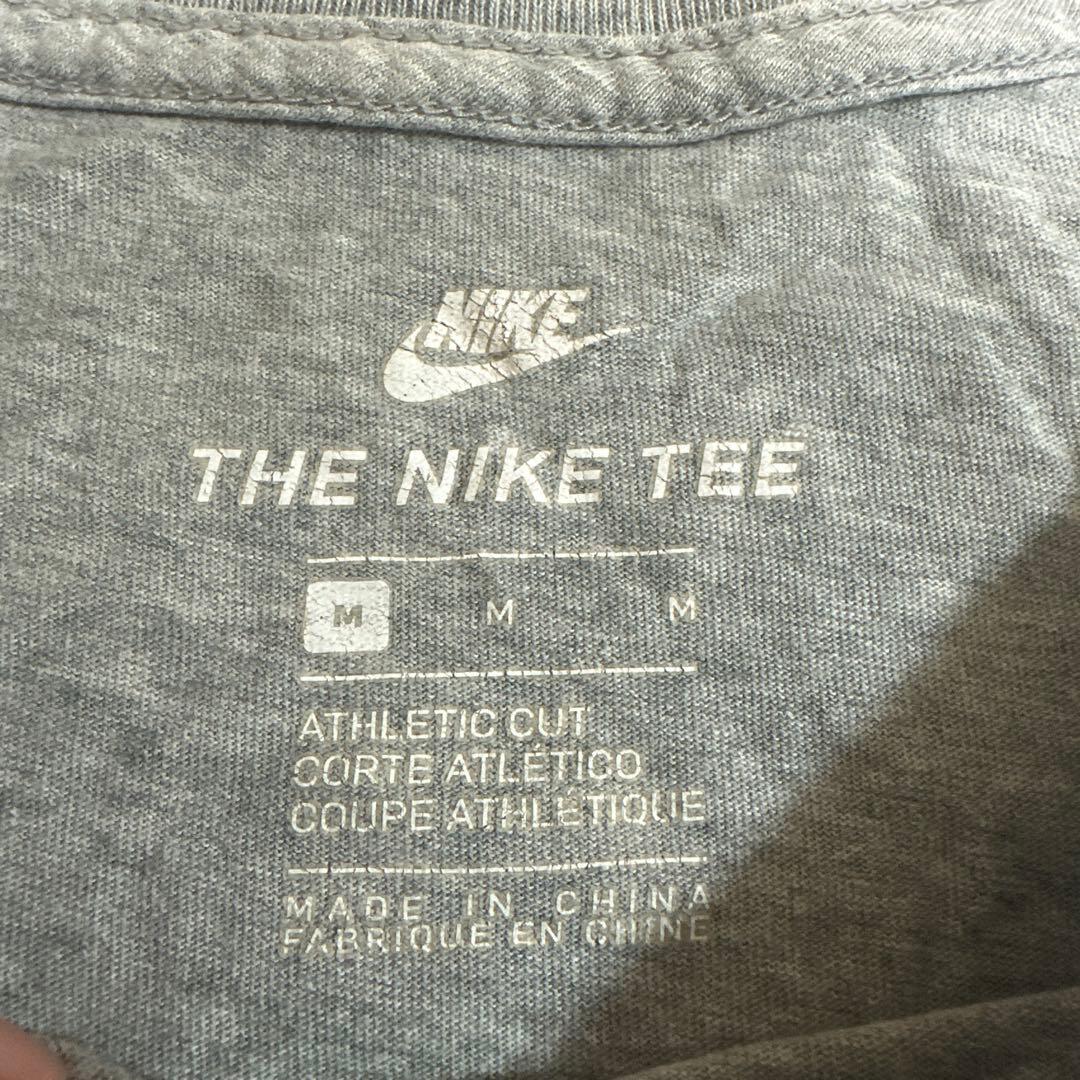 NIKE
THE NIKE TEE
M M M
ATHLETIC CUT
CORTE ATLÉTICO
COUPE ATHLÉTIQUE
MADE IN CHINA
FABRIQUE EN CHINE